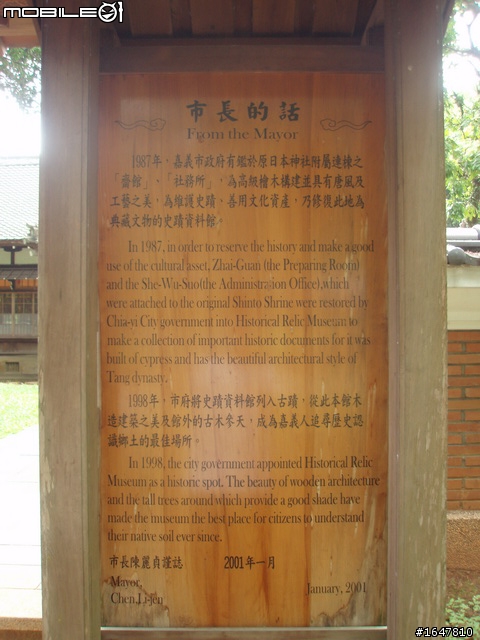 MOBILE01
市長的話
From the Mayor
1987年，嘉義市政府有鑑於原日本神社附屬連棟之
「齋館」、「社務所」，為高級檜木構建並具有唐風及
工藝之美，為維護史蹟、善用文化資產，乃修復此地為
典藏文物的史蹟資料館。
In 1987, in order to reserve the history and make a good
use of the cultural asset, Zhai-Guan (the Preparing Room)
and the She-Wu-Suo(the Administration Office),which
were attached to the original Shinto Shrine were restored by
Chia-yi City government into Historical Relic Museum to
make a collection of important historic documents for it was
built of cypress and has the beautiful architectural style of
Tang dynasty.
1998年，市府將史蹟資料館列入古蹟，從此本館木
造建築之美及館外的古木參天，成為嘉義人追尋歷史認
識鄉土的最佳場所。
In 1998, the city government appointed Historical Relic
Museum as a historic spot. The beauty of wooden architecture
and the tall trees around which provide a good shade have
made the museum the best place for citizens to understand
their native soil ever since.
市長陳麗貞謹誌 2001年一月
Mayor,
Chen,Li-jen January, 2001
#1647810